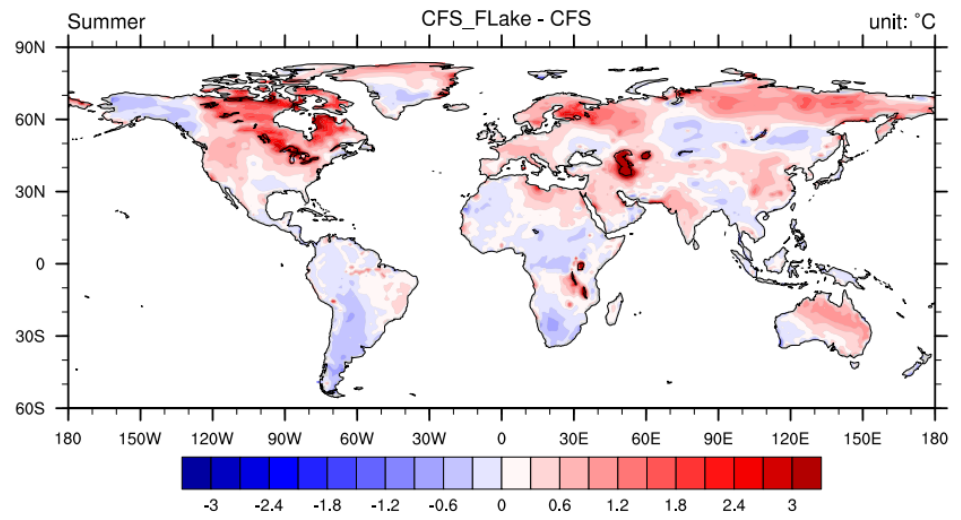 Summer CFS_FLake - CFS unit: °C
90N
60N
30N
0
30S
60S
180 150W 120W 90W 60W 30W 0 30E 60E 90E 120E 150E 180
-3 -2.4 -1.8 -1.2 -0.6 0 0.6 1.2 1.8 2.4 3